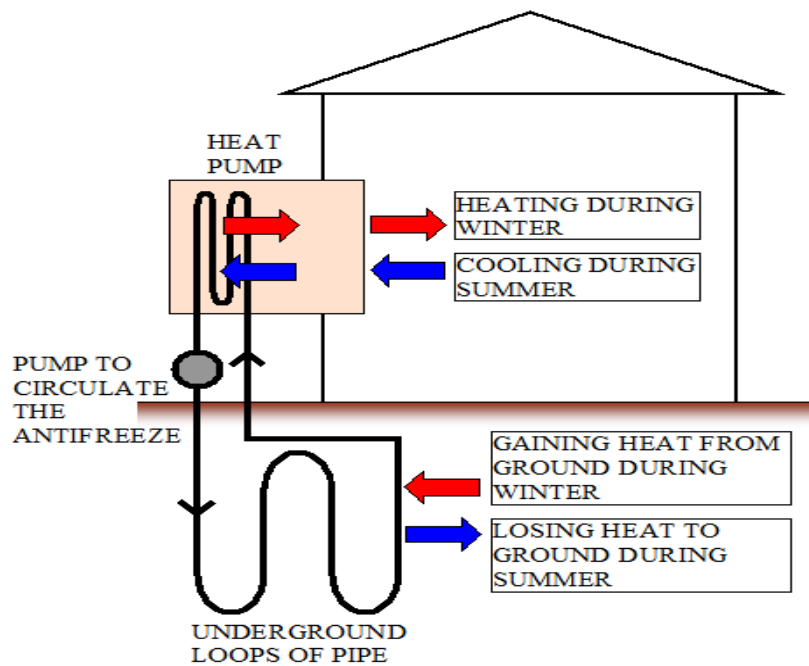 HEAT
PUMP
HEATING DURING
WINTER
COOLING DURING
SUMMER
PUMP TO
CIRCULATE
THE
ANTIFREEZE
GAINING HEAT FROM
GROUND DURING
WINTER
LOSING HEAT TO
GROUND DURING
SUMMER
UNDERGROUND
LOOPS OF PIPE